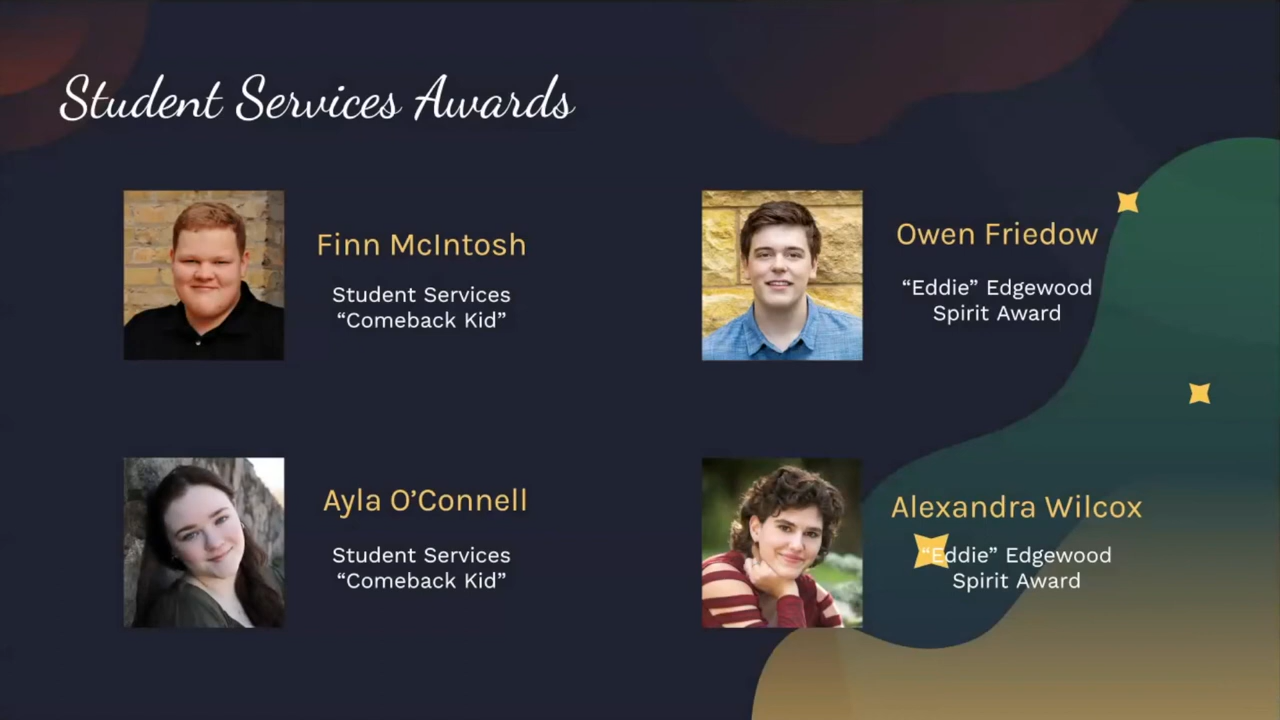 Student Services Awards
Finn McIntosh
Student Services
“Comeback Kid”
Owen Friedow
“Eddie” Edgewood
Spirit Award
Ayla O’Connell
Student Services
“Comeback Kid”
Alexandra Wilcox
“Eddie” Edgewood
Spirit Award